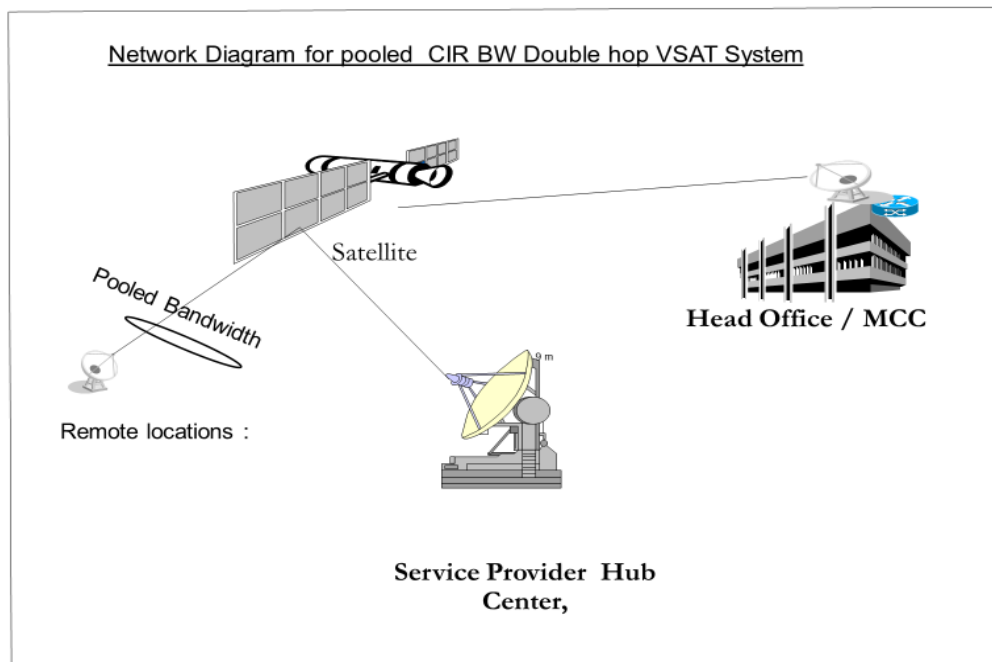 Network Diagram for pooled CIR BW Double hop VSAT System
Satellite
Pooled Bandwidth
Head Office / MCC
9 m
Remote locations :
Service Provider Hub
Center,